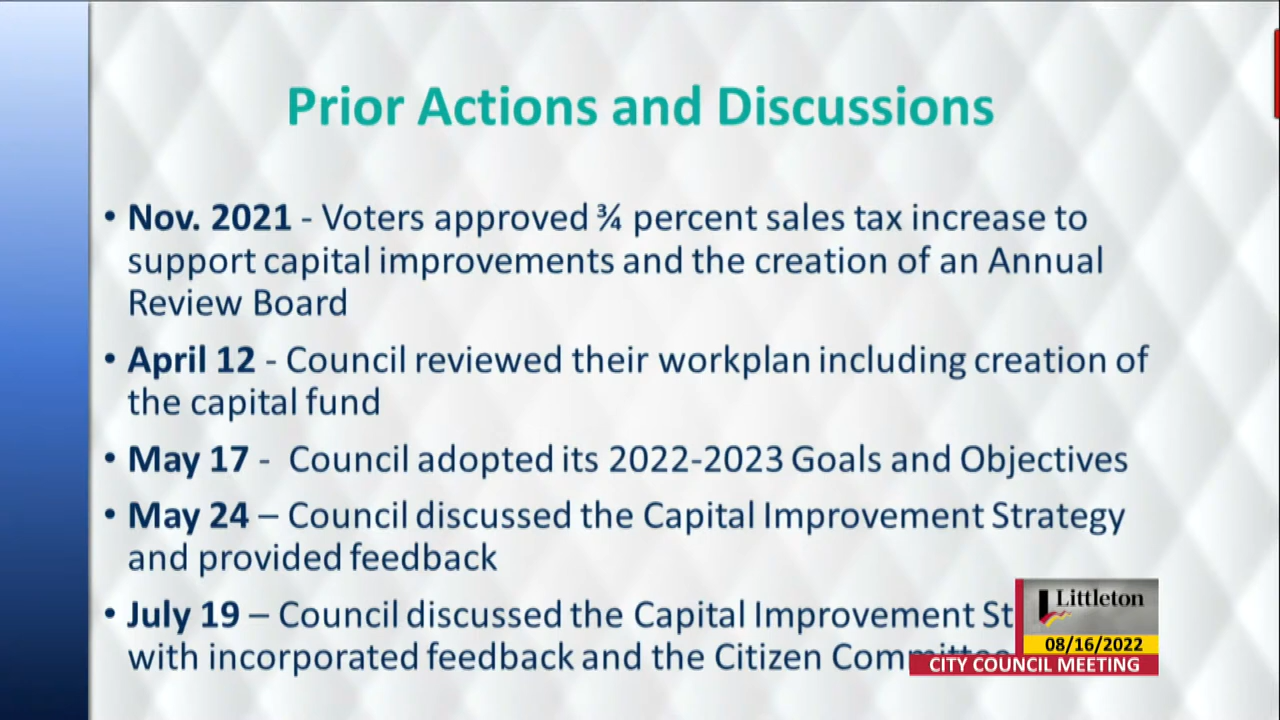 Prior Actions and Discussions
• Nov. 2021 - Voters approved ¾ percent sales tax increase to
support capital improvements and the creation of an Annual
Review Board
• April 12 - Council reviewed their workplan including creation of
the capital fund
• May 17 - Council adopted its 2022-2023 Goals and Objectives
• May 24 – Council discussed the Capital Improvement Strategy
and provided feedback
• July 19 – Council discussed the Capital Improvement St
with incorporated feedback and the Citizen Committee
Littleton
08/16/2022
CITY COUNCIL MEETING